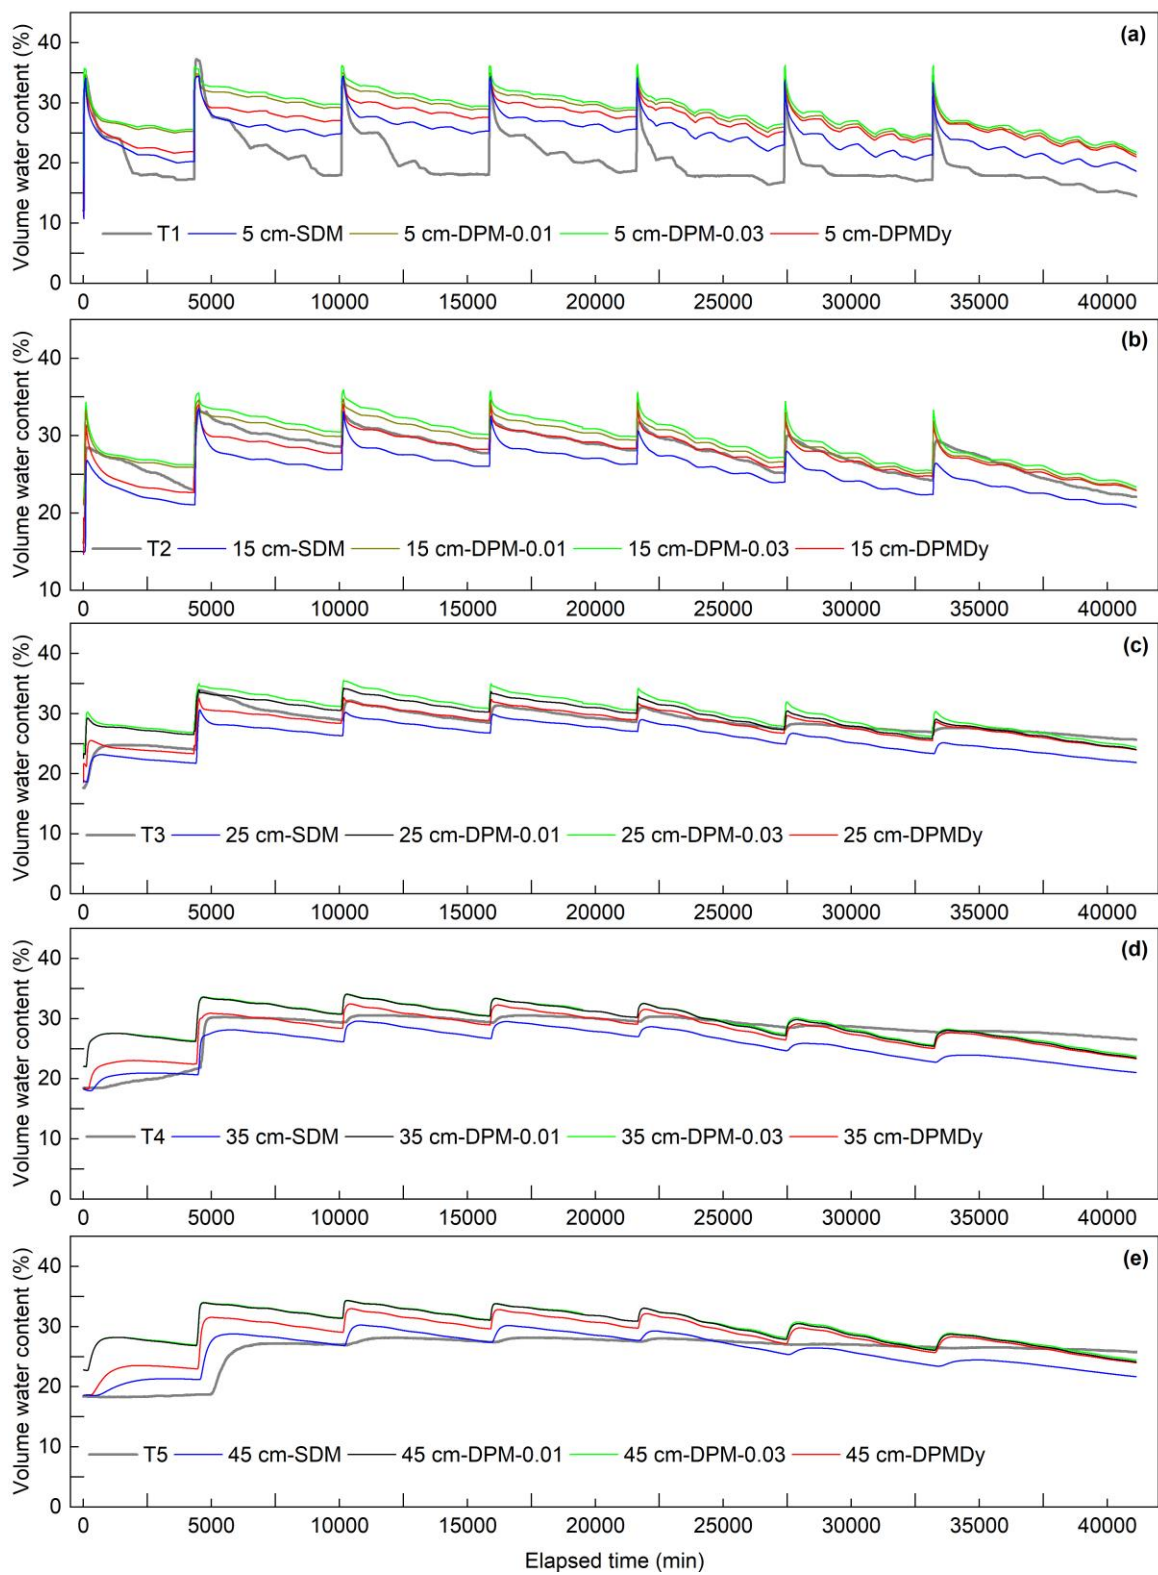 (a)
Volume water content (%)
40
30
20
10
0
T1 5 cm-SDM 5 cm-DPM-0.01 5 cm-DPM-0.03 5 cm-DPMDy
0 5000 10000 15000 20000 25000 30000 35000 40000
(b)
Volume water content (%)
40
30
20
10
T2 15 cm-SDM 15 cm-DPM-0.01 15 cm-DPM-0.03 15 cm-DPMDy
0 5000 10000 15000 20000 25000 30000 35000 40000
(c)
Volume water content (%)
40
30
20
10
0
T3 25 cm-SDM 25 cm-DPM-0.01 25 cm-DPM-0.03 25 cm-DPMDy
0 5000 10000 15000 20000 25000 30000 35000 40000
(d)
Volume water content (%)
40
30
20
10
0
T4 35 cm-SDM 35 cm-DPM-0.01 35 cm-DPM-0.03 35 cm-DPMDy
0 5000 10000 15000 20000 25000 30000 35000 40000
(e)
Volume water content (%)
40
30
20
10
0
T5 45 cm-SDM 45 cm-DPM-0.01 45 cm-DPM-0.03 45 cm-DPMDy
0 5000 10000 15000 20000 25000 30000 35000 40000
Elapsed time (min)